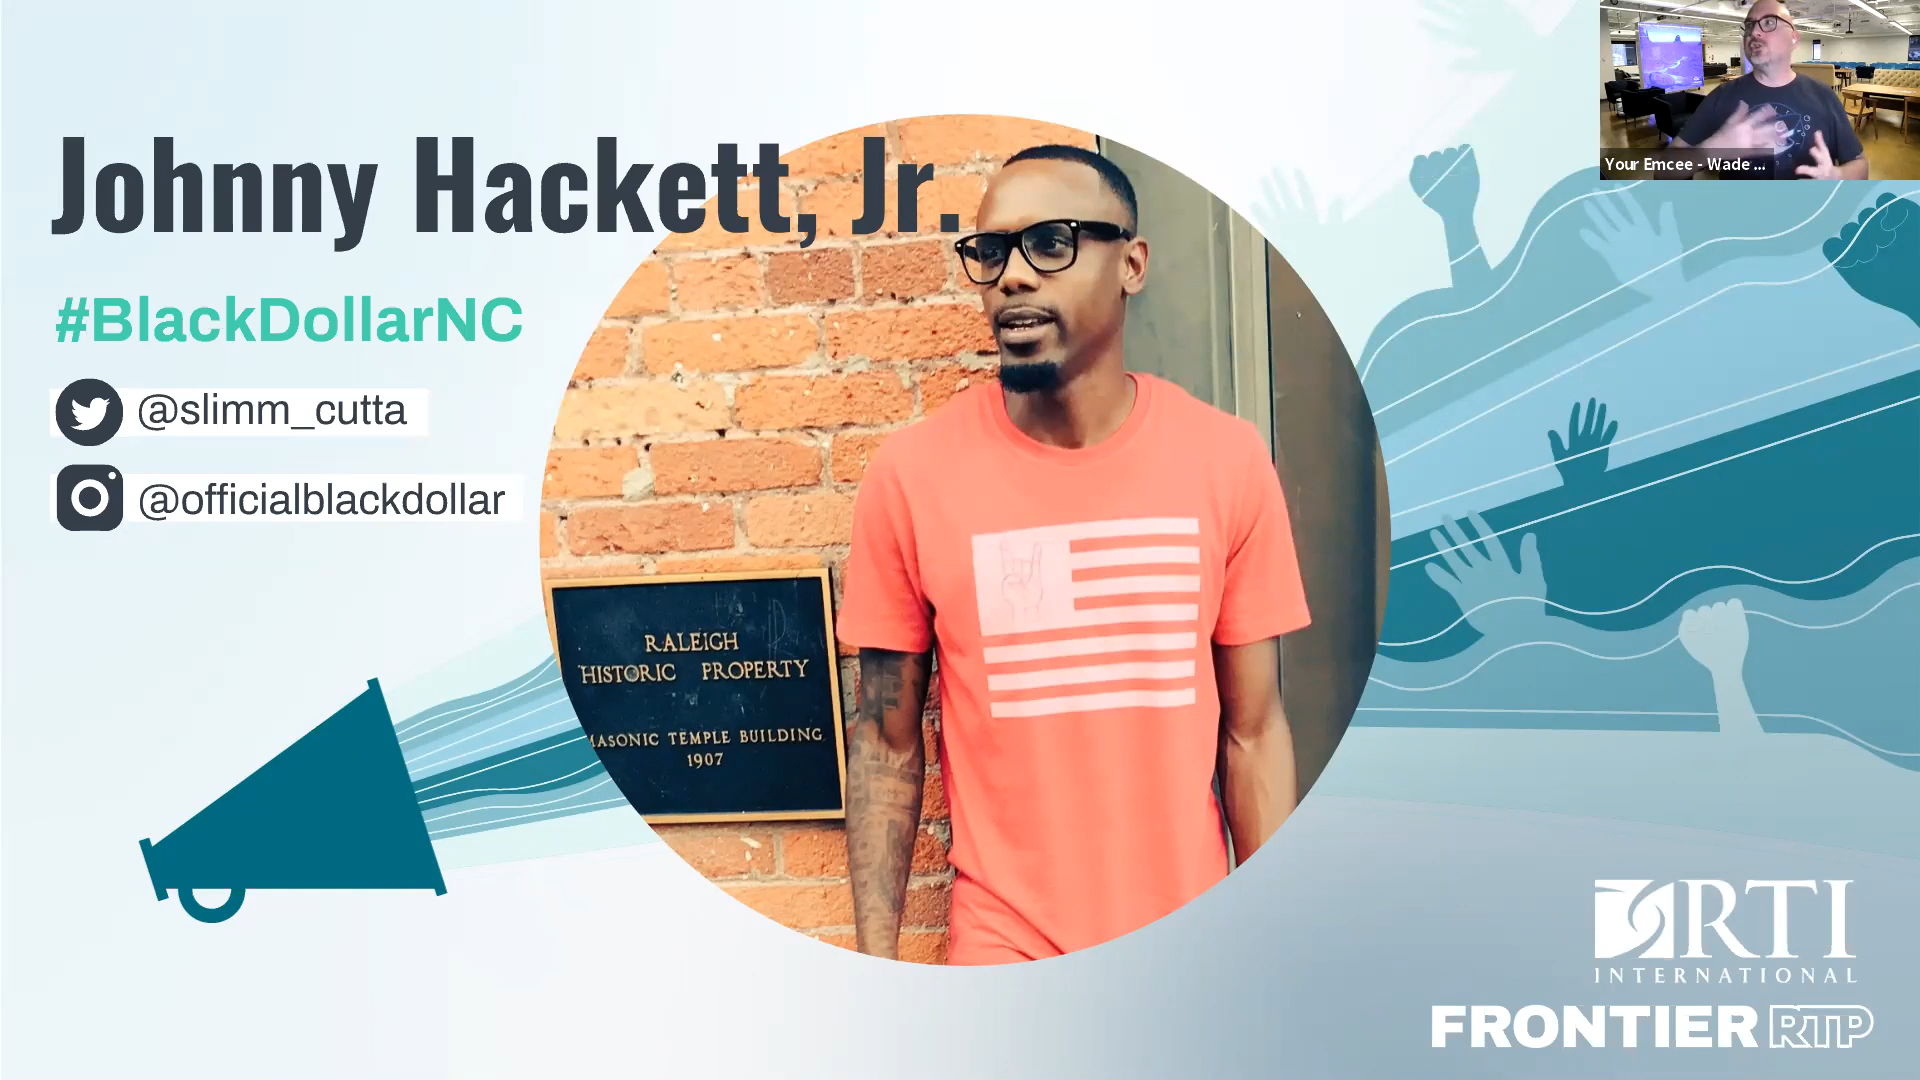 Johnny Hackett, Jr.
#BlackDollarNC
@slimm_cutta
@officialblackdollar
RALEIGH
HISTORIC PROPERTY
MASONIC TEMPLE BUILDING
1907
Your Emcee - Wade ...
RTI
INTERNATIONAL
FRONTIER RTP